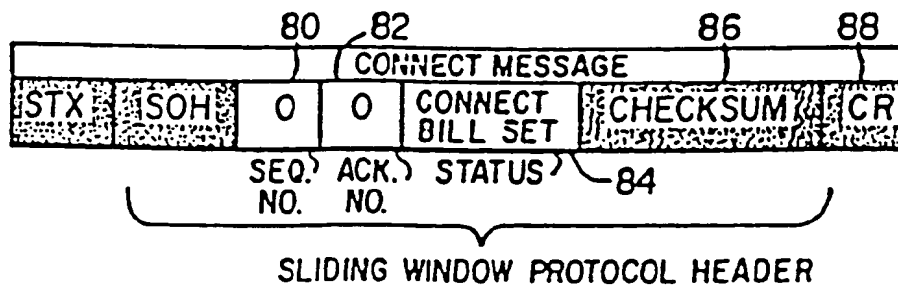 80 82 86 88
CONNECT MESSAGE
STX SOH 0 0 CONNECT BILL SET CHECKSUM CR
SEQ. NO. ACK. NO. STATUS 84
SLIDING WINDOW PROTOCOL HEADER